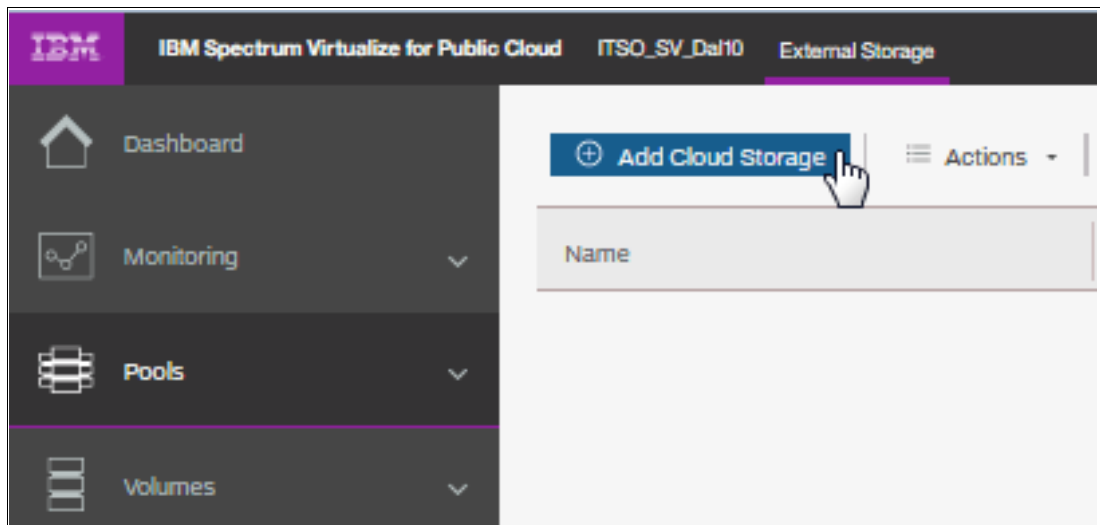 IBM IBM Spectrum Virtualize for Public Cloud ITSO_SV_Dal10 External Storage
Dashboard
Add Cloud Storage Actions
Monitoring
Name
Pools
Volumes